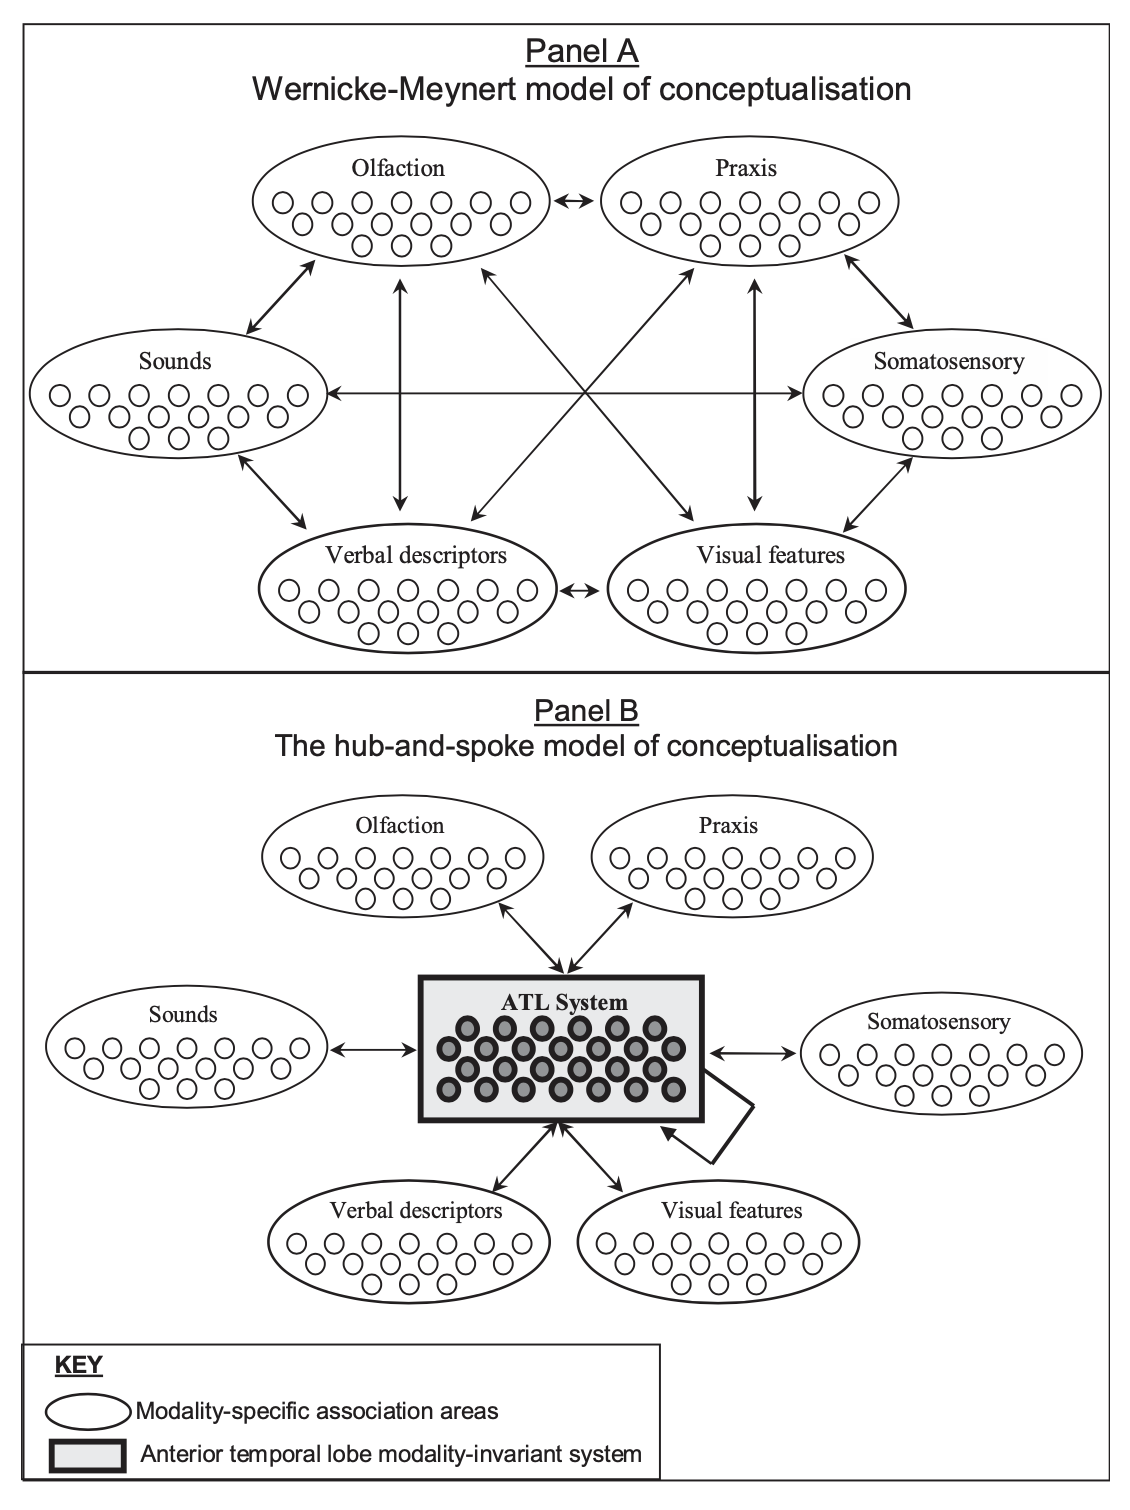 Panel A
Wernicke-Meynert model of conceptualisation
Olfaction
Praxis
Sounds
Somatosensory
Verbal descriptors
Visual features
Panel B
The hub-and-spoke model of conceptualisation
Olfaction
Praxis
ATL System
Sounds
Somatosensory
Verbal descriptors
Visual features
KEY
Modality-specific association areas
Anterior temporal lobe modality-invariant system